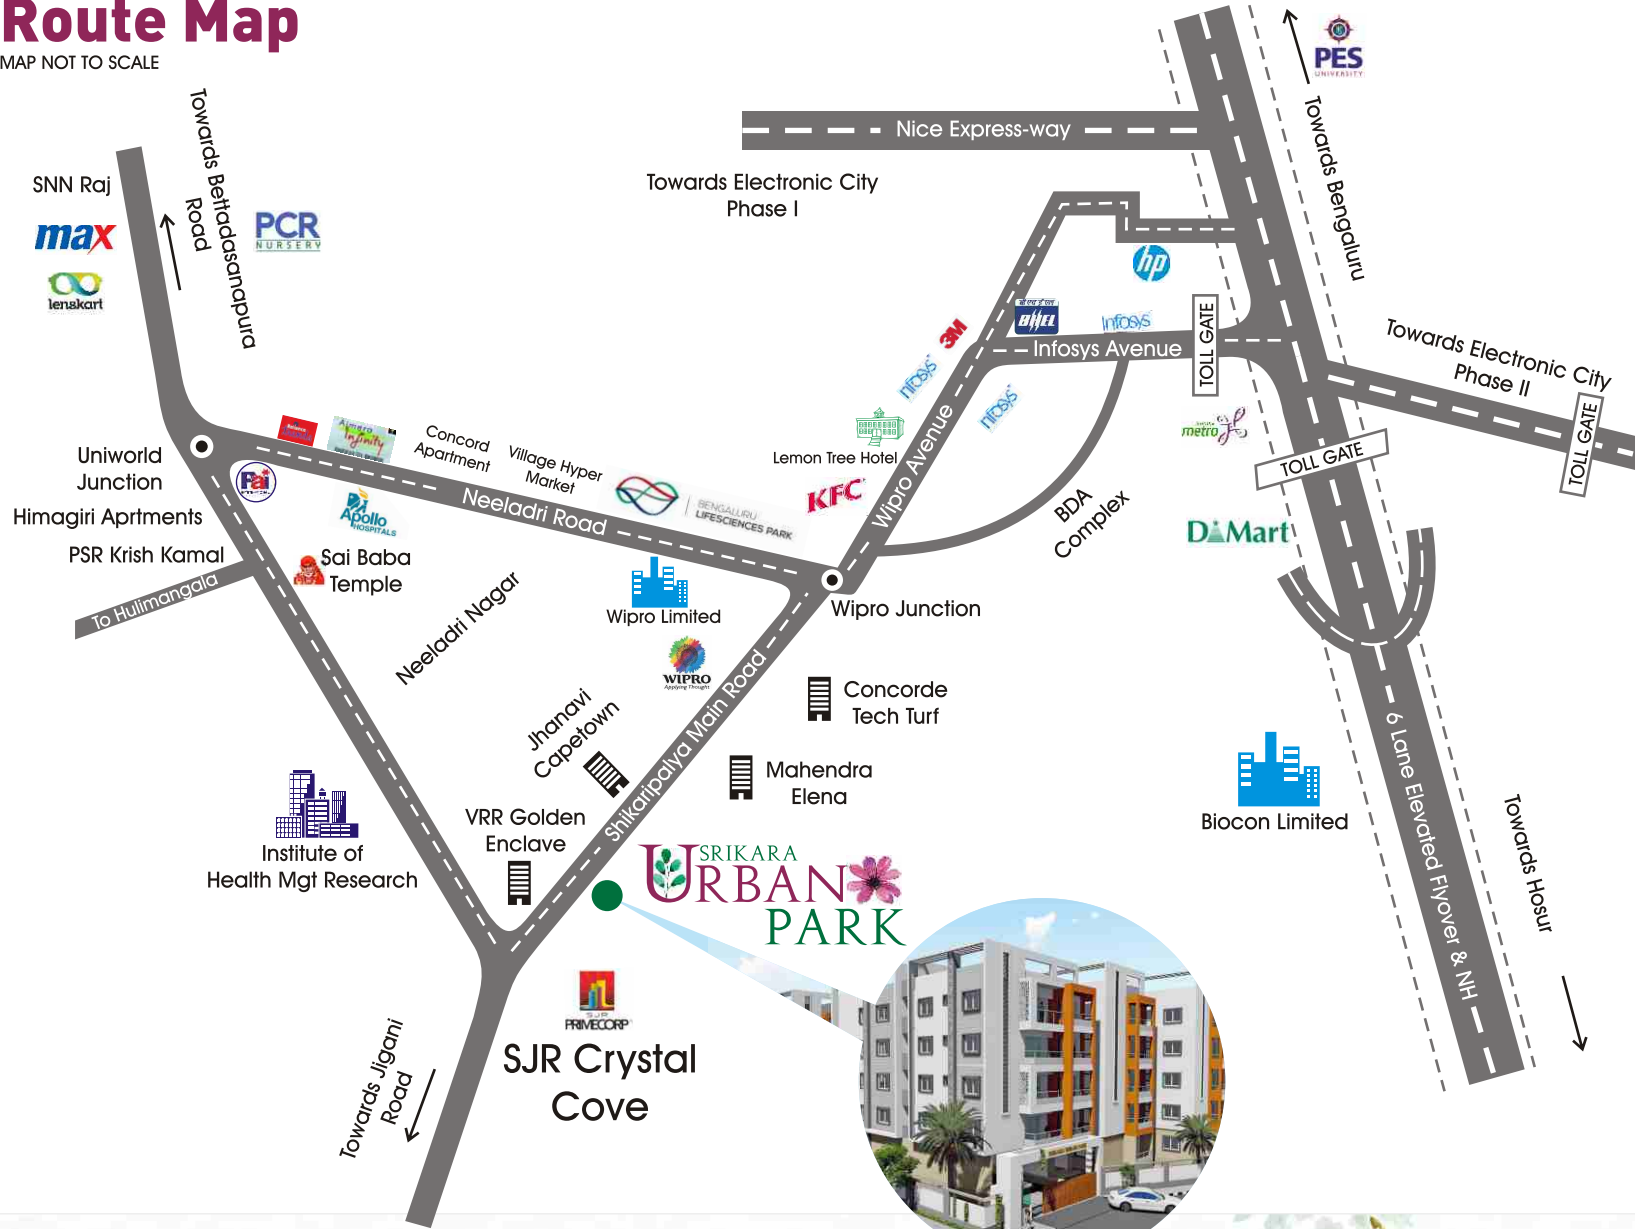 Route Map
MAP NOT TO SCALE
SNN Raj
max
lenskart
Towards Bettadasanapura
Road
PCR
NURSERY
Nice Express-way
Towards Electronic City
Phase I
PES
UNIVERSITY
Towards Bengaluru
hp
BHEL
Infosys
Infosys Avenue
TOLL GATE
3M
Infosys
Infosys
Towards Electronic City
Phase II
TOLL GATE
metro
TOLL GATE
D Mart
Lemon Tree Hotel
KFC
Wipro Avenue
BDA
Complex
Uniworld
Junction
Himagiri Aprtments
PSR Krish Kamal
To Hulimangala
Pai
Infinity
Concord
Apartment
Village Hyper
Market
BENGALURU
LIFESCIENCES PARK
Neeladri Road
Apollo
HOSPITALS
Sai Baba
Temple
Neeladri Nagar
Wipro Limited
WIPRO
Applying Thought
Wipro Junction
Concorde
Tech Turf
Mahendra
Elena
Jhanavi
Capetown
Shikaripalya Main Road
VRR Golden
Enclave
Institute of
Health Mgt Research
SRIKARA
URBAN
PARK
Biocon Limited
6 Lane Elevated Flyover & NH
Towards Hosur
SJR
PRIMECORP
SJR Crystal
Cove
Towards Jigani
Road